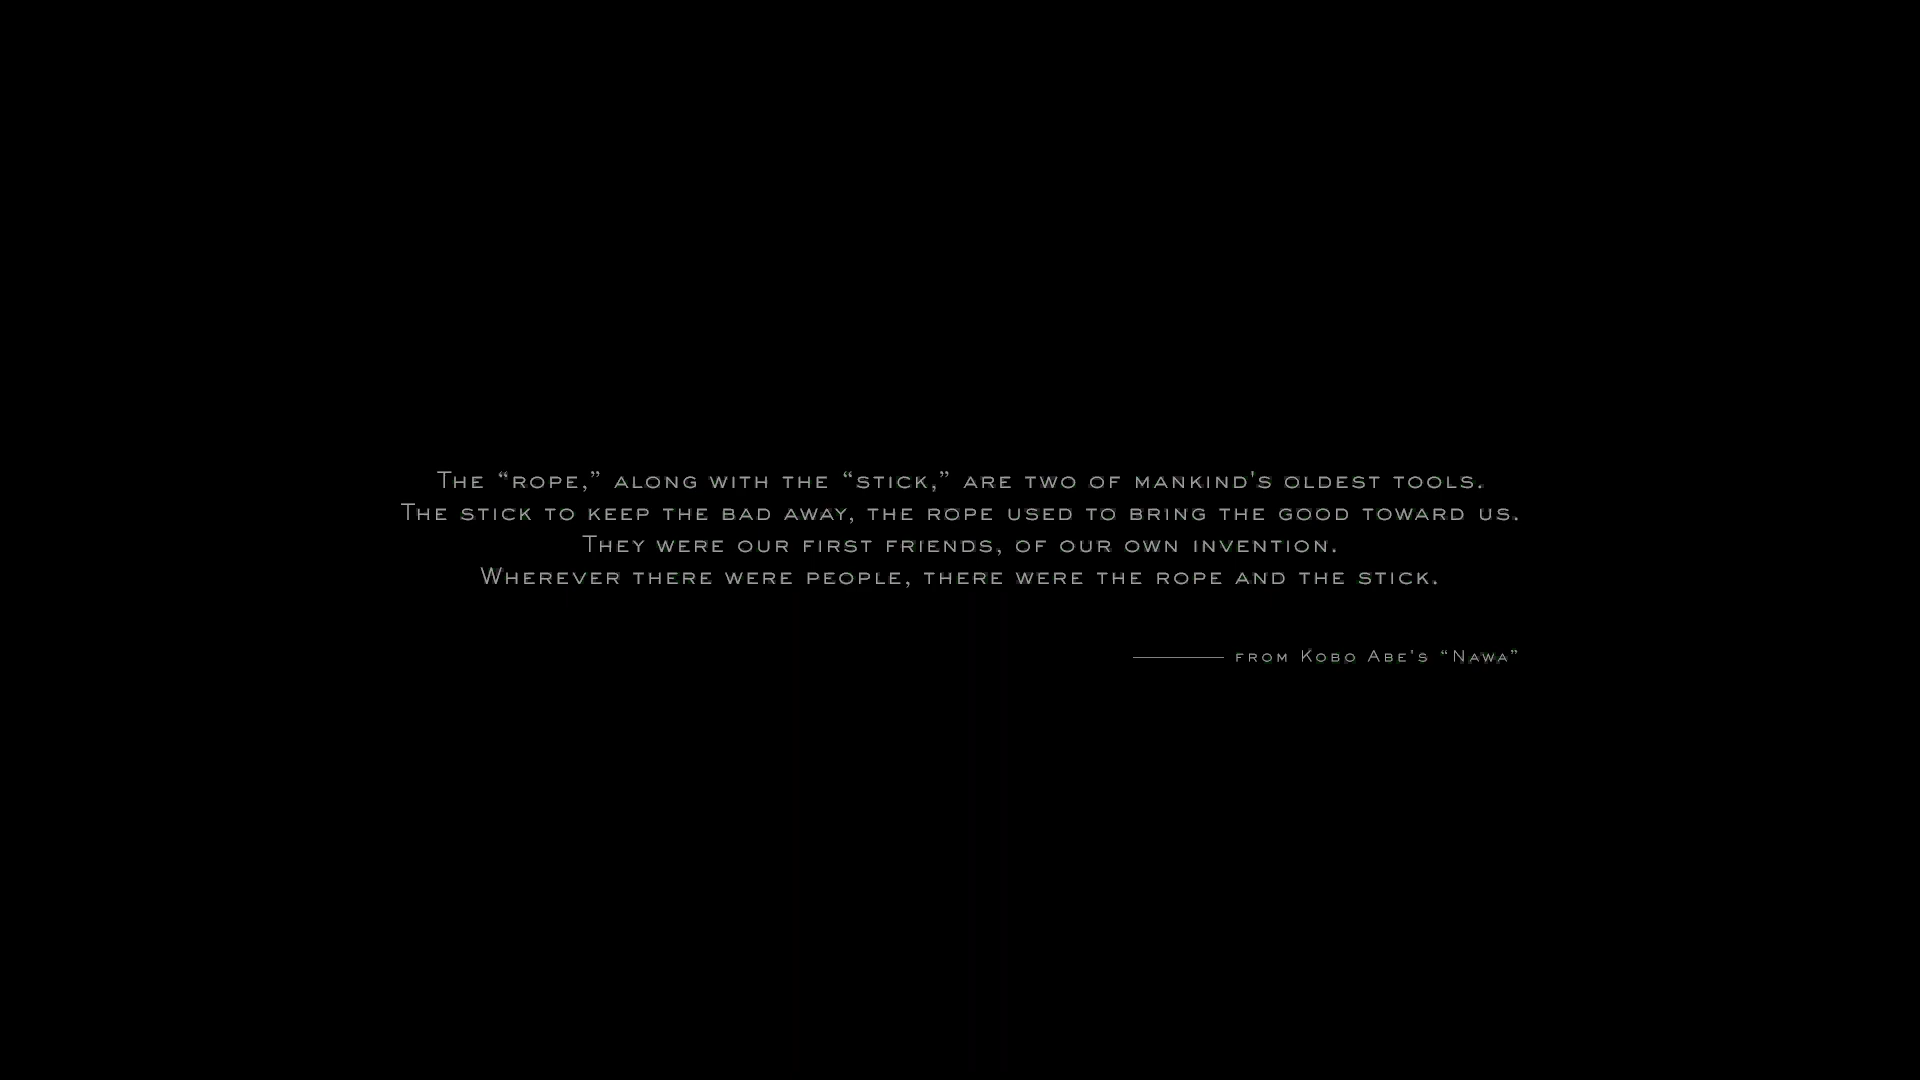 The “rope,” along with the “stick,” are two of mankind's oldest tools.
The stick to keep the bad away, the rope used to bring the good toward us.
They were our first friends, of our own invention.
Wherever there were people, there were the rope and the stick.
from Kobo Abe's “Nawa”